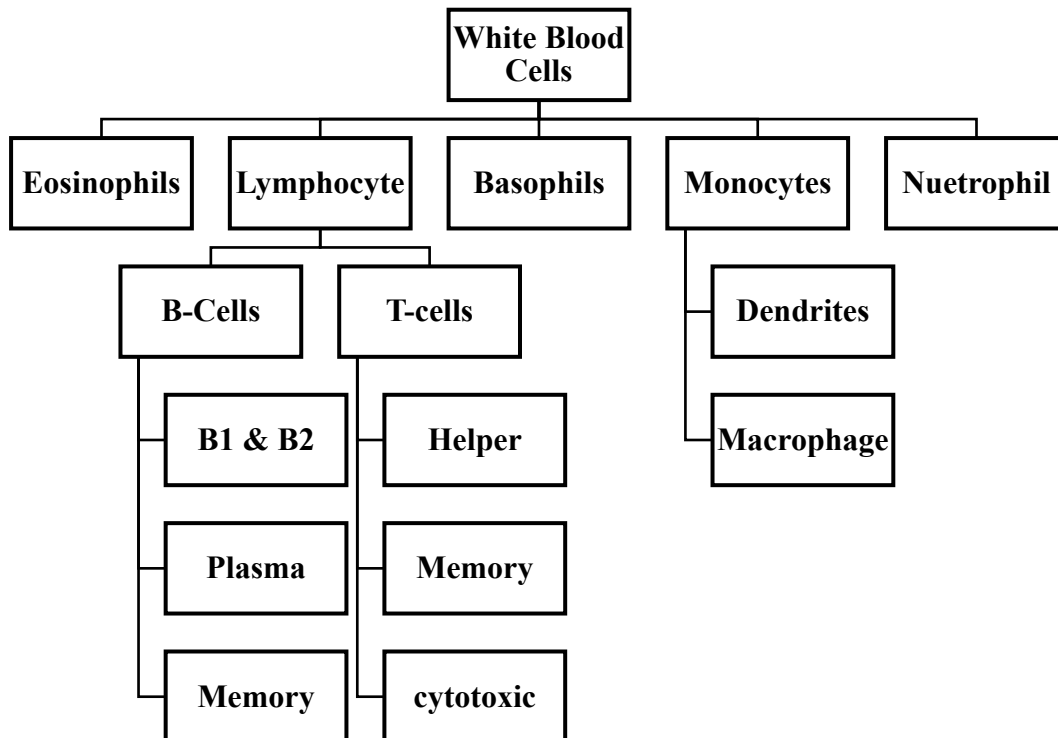 White Blood
Cells
Eosinophils
Lymphocyte
Basophils
Monocytes
Nuetrophil
B-Cells
T-cells
Dendrites
B1 & B2
Helper
Macrophage
Plasma
Memory
Memory
cytotoxic